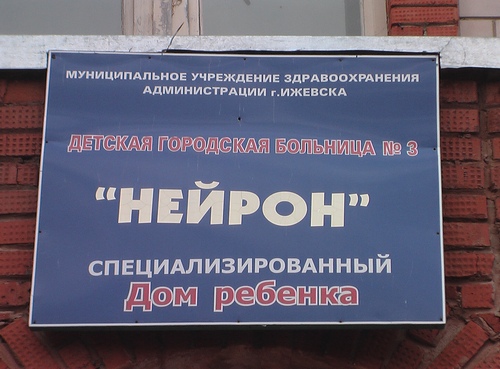 МУНИЦИПАЛЬНОЕ УЧРЕЖДЕНИЕ ЗДРАВООХРАНЕНИЯ
АДМИНИСТРАЦИИ г.ИЖЕВСКА
ДЕТСКАЯ ГОРОДСКАЯ БОЛЬНИЦА № 3
“НЕЙРОН”
СПЕЦИАЛИЗИРОВАННЫЙ
Дом ребенка